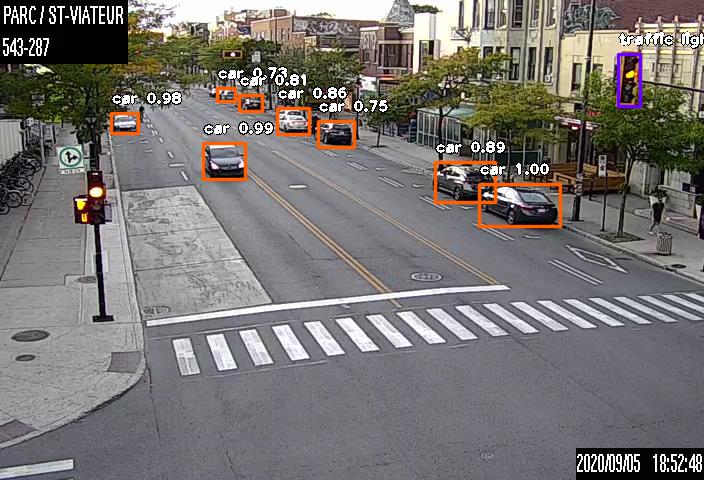 PARC / ST-VIATEUR
543-287
traffic ligh
car 0.73
car 0.81
car 0.98
car 0.86
car 0.75
car 0.99
car 0.89
car 1.00
2020/09/05 18:52:48